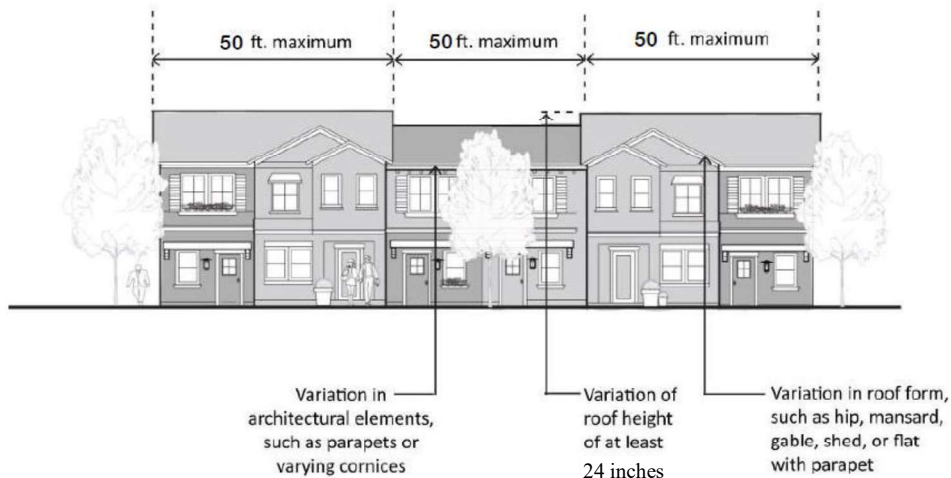 50 ft. maximum
50 ft. maximum
50 ft. maximum
Variation in
architectural elements,
such as parapets or
varying cornices
Variation of
roof height
of at least
24 inches
Variation in roof form,
such as hip, mansard,
gable, shed, or flat
with parapet